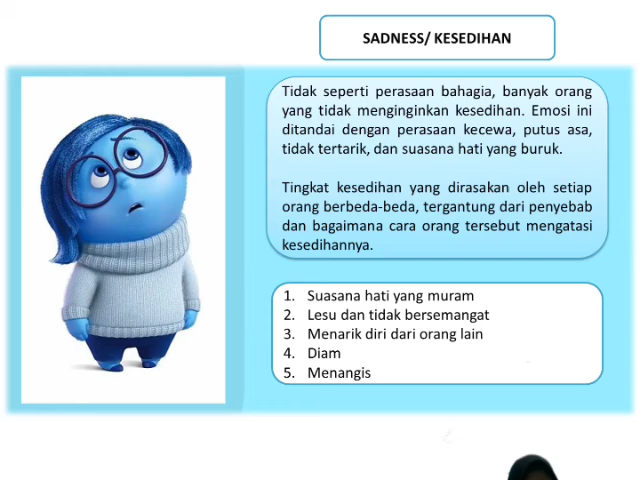 SADNESS/ KESEDIHAN
Tidak seperti perasaan bahagia, banyak orang
yang tidak menginginkan kesedihan. Emosi ini
ditandai dengan perasaan kecewa, putus asa,
tidak tertarik, dan suasana hati yang buruk.
Tingkat kesedihan yang dirasakan oleh setiap
orang berbeda-beda, tergantung dari penyebab
dan bagaimana cara orang tersebut mengatasi
kesedihannya.
1. Suasana hati yang muram
2. Lesu dan tidak bersemangat
3. Menarik diri dari orang lain
4. Diam
5. Menangis